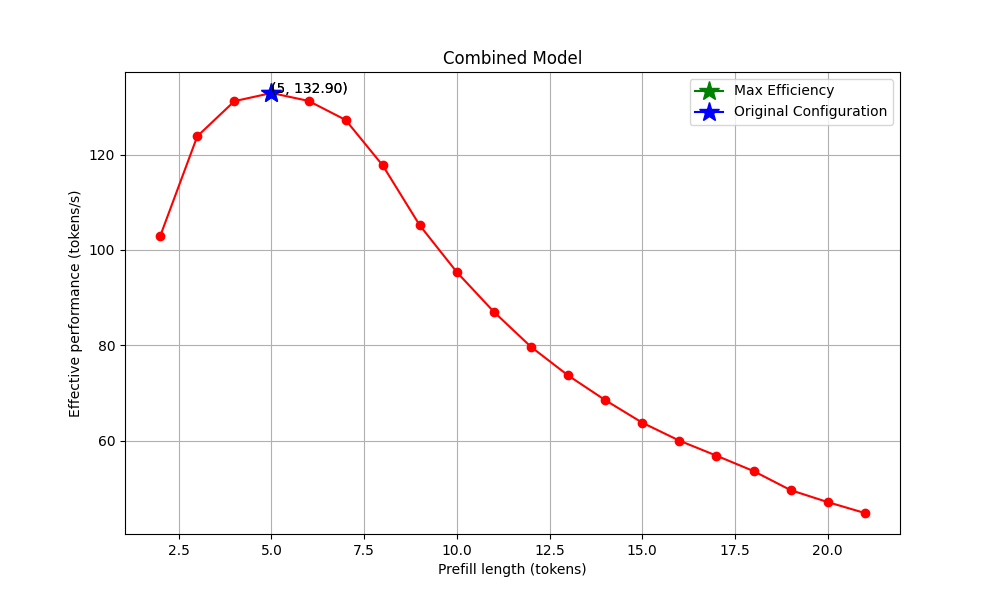 Combined Model
(5, 132.90)
Max Efficiency
Original Configuration
Effective performance (tokens/s)
120
100
80
60
2.5 5.0 7.5 10.0 12.5 15.0 17.5 20.0
Prefill length (tokens)